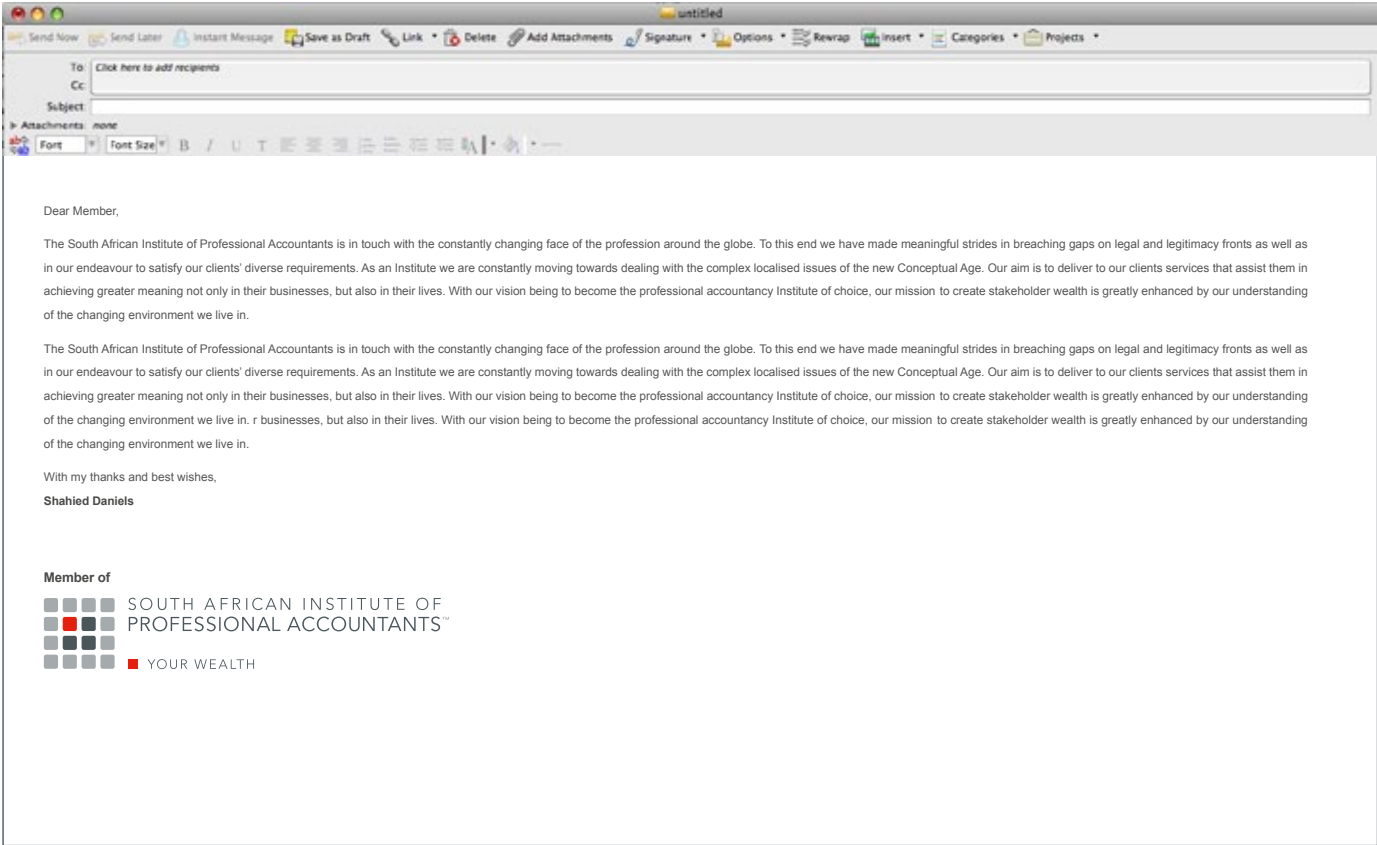 untitled
Send Now Send Later Instant Message Save as Draft Link Delete Add Attachments Signature Options Rewrap Insert Categories Projects
To: Click here to add recipients
Cc:
Subject:
Attachments: none
Font Font Size B I U T
Dear Member,
The South African Institute of Professional Accountants is in touch with the constantly changing face of the profession around the globe. To this end we have made meaningful strides in breaching gaps on legal and legitimacy fronts as well as
in our endeavour to satisfy our clients' diverse requirements. As an Institute we are constantly moving towards dealing with the complex localised issues of the new Conceptual Age. Our aim is to deliver to our clients services that assist them in
achieving greater meaning not only in their businesses, but also in their lives. With our vision being to become the professional accountancy Institute of choice, our mission to create stakeholder wealth is greatly enhanced by our understanding
of the changing environment we live in.
The South African Institute of Professional Accountants is in touch with the constantly changing face of the profession around the globe. To this end we have made meaningful strides in breaching gaps on legal and legitimacy fronts as well as
in our endeavour to satisfy our clients' diverse requirements. As an Institute we are constantly moving towards dealing with the complex localised issues of the new Conceptual Age. Our aim is to deliver to our clients services that assist them in
achieving greater meaning not only in their businesses, but also in their lives. With our vision being to become the professional accountancy Institute of choice, our mission to create stakeholder wealth is greatly enhanced by our understanding
of the changing environment we live in. r businesses, but also in their lives. With our vision being to become the professional accountancy Institute of choice, our mission to create stakeholder wealth is greatly enhanced by our understanding
of the changing environment we live in.
With my thanks and best wishes,
Shahied Daniels
Member of
SOUTH AFRICAN INSTITUTE OF
PROFESSIONAL ACCOUNTANTS™
YOUR WEALTH